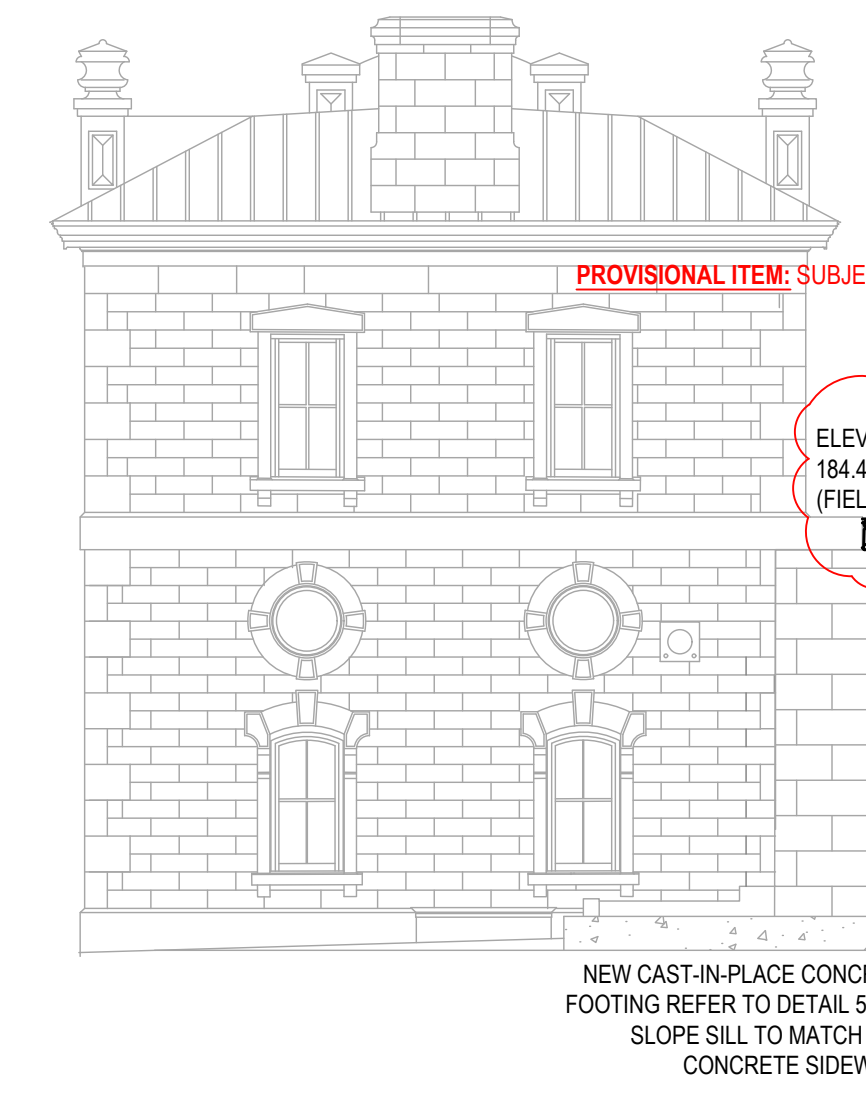 PROVISIONAL ITEM: SUBJE
ELEV
184.4
(FIEL
NEW CAST-IN-PLACE CONC
FOOTING REFER TO DETAIL 5
SLOPE SILL TO MATCH
CONCRETE SIDEW